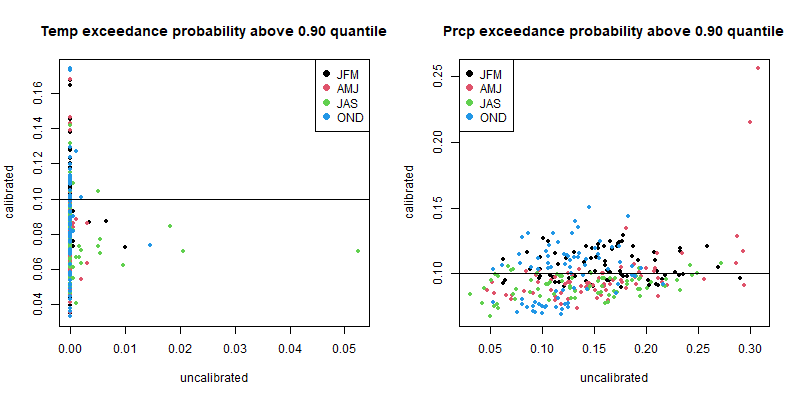 Temp exceedance probability above 0.90 quantile
calibrated
0.04 0.06 0.08 0.10 0.12 0.14 0.16
JFM
AMJ
JAS
OND
0.00 0.01 0.02 0.03 0.04 0.05
uncalibrated
Prcp exceedance probability above 0.90 quantile
calibrated
0.10 0.15 0.20 0.25
JFM
AMJ
JAS
OND
0.05 0.10 0.15 0.20 0.25 0.30
uncalibrated